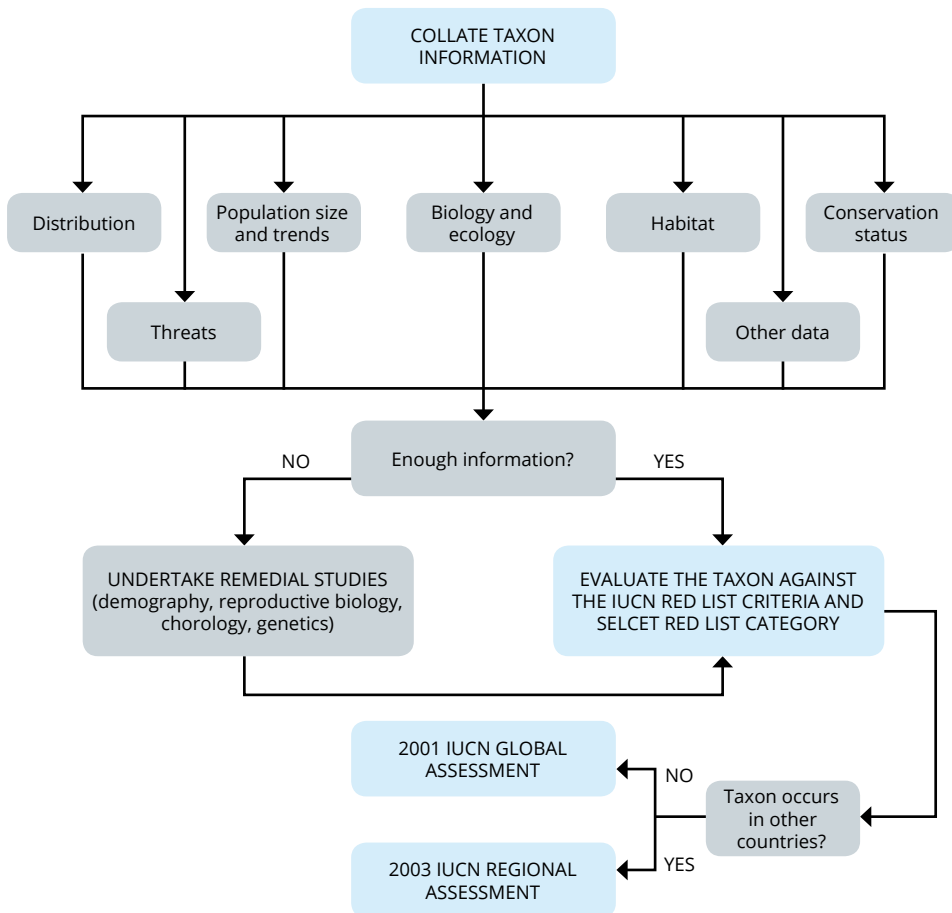 COLLATE TAXON
INFORMATION
Distribution
Population size
and trends
Biology and
ecology
Habitat
Conservation
status
Threats
Other data
Enough information?
NO
YES
UNDERTAKE REMEDIAL STUDIES
(demography, reproductive biology,
chorology, genetics)
EVALUATE THE TAXON AGAINST
THE IUCN RED LIST CRITERIA AND
SELCET RED LIST CATEGORY
2001 IUCN GLOBAL
ASSESSMENT
NO
Taxon occurs
in other
countries?
YES
2003 IUCN REGIONAL
ASSESSMENT